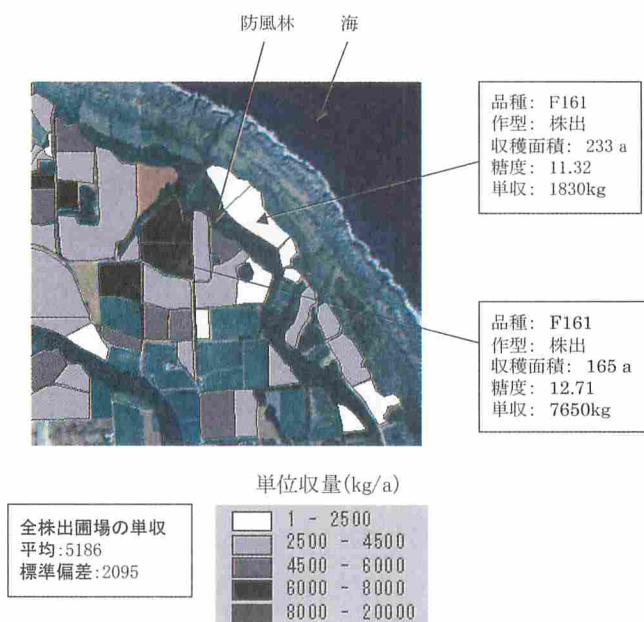 防風林
海
品種: F161
作型: 株出
収穫面積: 233 a
糖度: 11.32
単収: 1830kg
品種: F161
作型: 株出
収穫面積: 165 a
糖度: 12.71
単収: 7650kg
単位収量(kg/a)
全株出圃場の単収
平均:5186
標準偏差:2095
1 - 2500
2500 - 4500
4500 - 6000
6000 - 8000
8000 - 20000